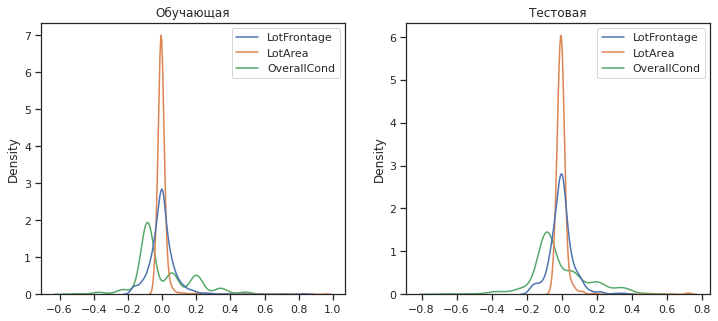 Обучающая
Density
7
6
5
4
3
2
1
0
−0.6 −0.4 −0.2 0.0 0.2 0.4 0.6 0.8 1.0
LotFrontage
LotArea
OverallCond
Тестовая
Density
6
5
4
3
2
1
0
−0.8 −0.6 −0.4 −0.2 0.0 0.2 0.4 0.6 0.8
LotFrontage
LotArea
OverallCond